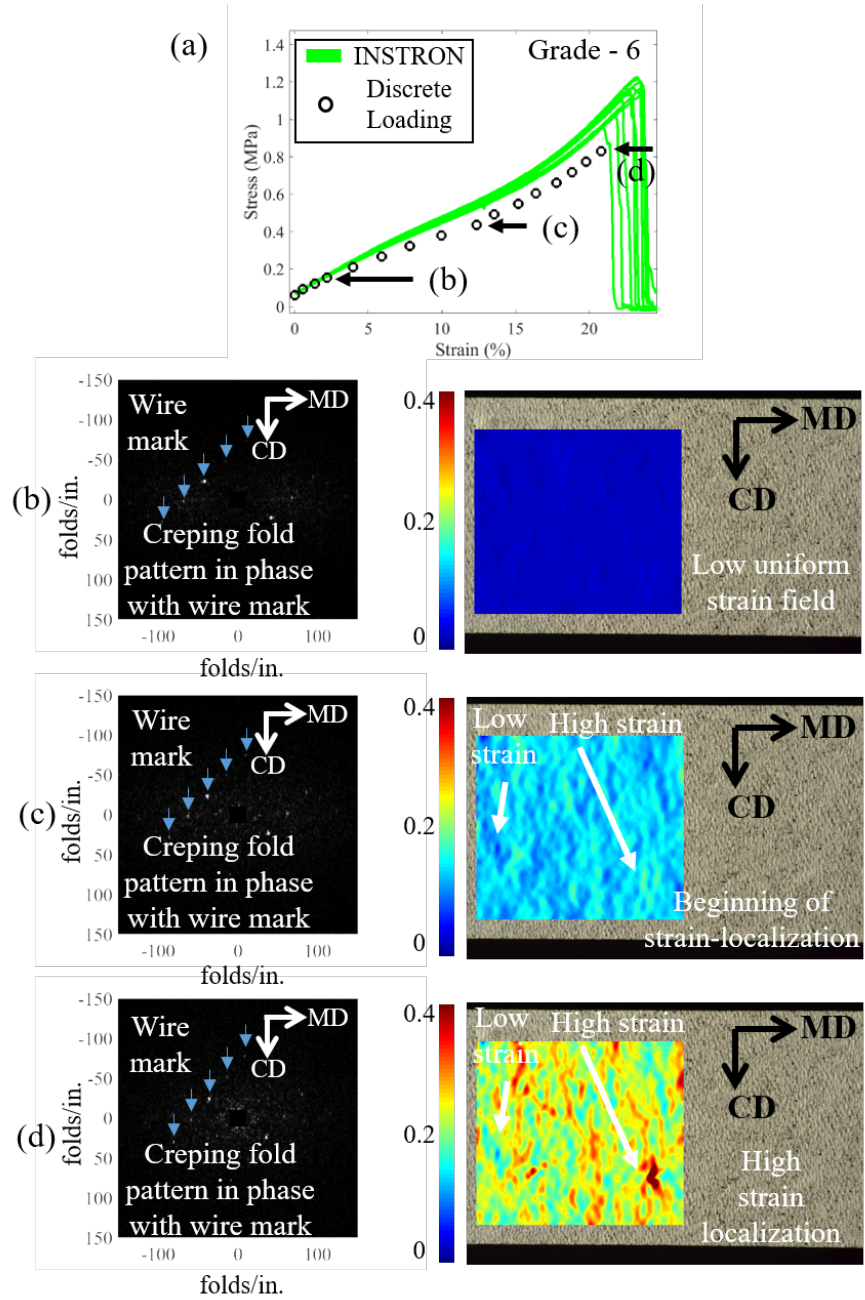 (a)
1.4
1.2
1
0.8
0.6
0.4
0.2
0
Stress (MPa)
INSTRON
Discrete
Loading
Grade - 6
(d)
(c)
(b)
0
5
10
15
20
Strain (%)
(b)
folds/in.
-150
-100
-50
0
50
100
150
Wire
mark
MD
CD
Creping fold
pattern in phase
with wire mark
-100
0
100
folds/in.
0.4
0.2
0
MD
CD
Low uniform
strain field
(c)
folds/in.
-150
-100
-50
0
50
100
150
Wire
mark
MD
CD
Creping fold
pattern in phase
with wire mark
-100
0
100
folds/in.
0.4
0.2
0
Low
strain
High strain
MD
CD
Beginning of
strain-localization
(d)
folds/in.
-150
-100
-50
0
50
100
150
Wire
mark
MD
CD
Creping fold
pattern in phase
with wire mark
-100
0
100
folds/in.
0.4
0.2
0
Low
strain
High strain
MD
CD
High
strain
localization